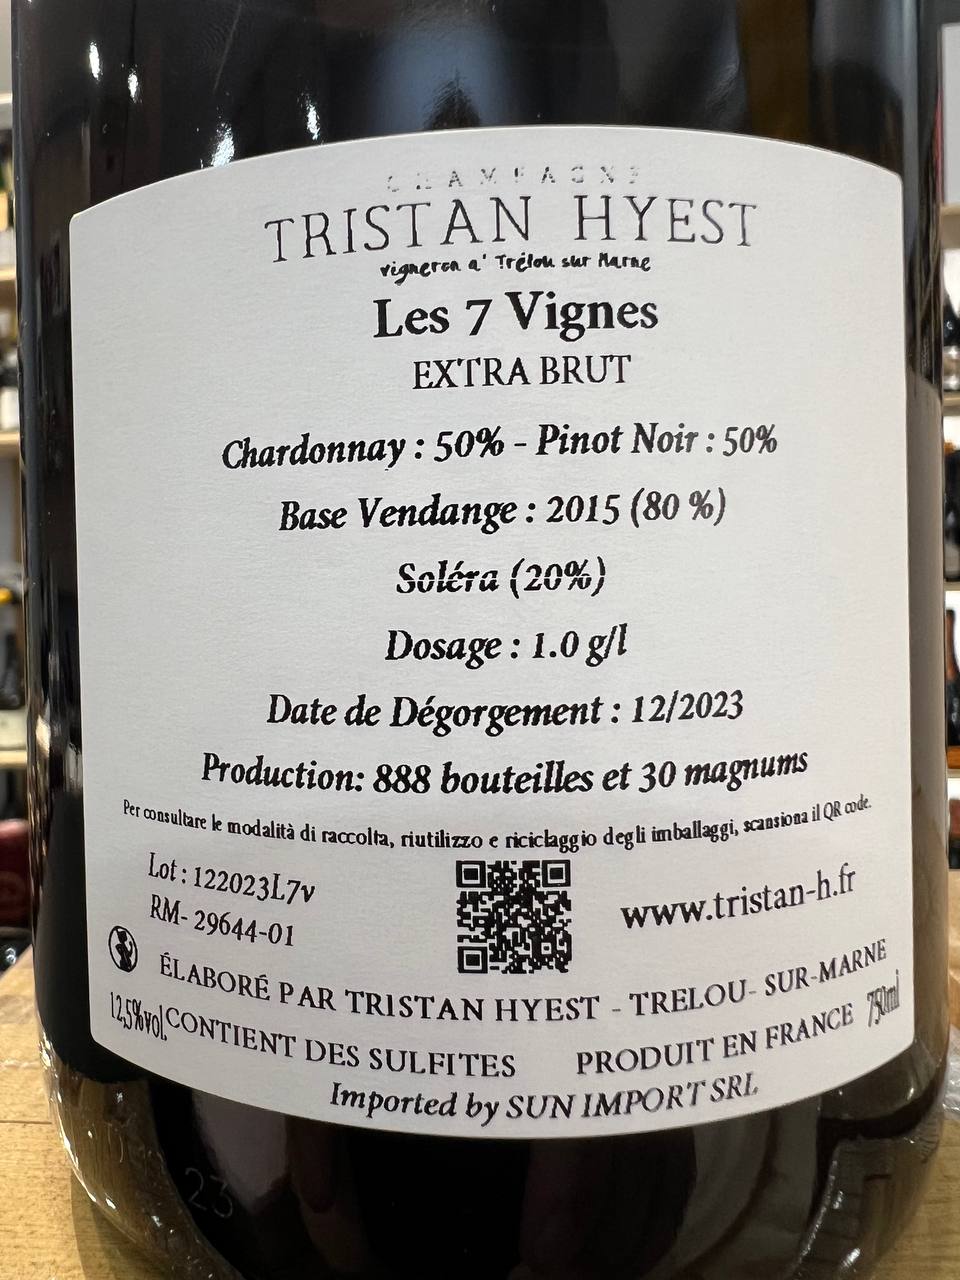 CHAMPAGNE
TRISTAN HYEST
vigneron a' Trélou sur Marne
Les 7 Vignes
EXTRA BRUT
Chardonnay : 50% - Pinot Noir : 50%
Base Vendange : 2015 (80 %)
Soléra (20%)
Dosage : 1.0 g/l
Date de Dégorgement : 12/2023
Production: 888 bouteilles et 30 magnums
Per consultare le modalità di raccolta, riutilizzo e riciclaggio degli imballaggi, scansiona il QR code.
Lot : 122023L7v
RM- 29644-01
www.tristan-h.fr
ÉLABORÉ PAR TRISTAN HYEST - TRELOU- SUR-MARNE
12,5%vol. CONTIENT DES SULFITES PRODUIT EN FRANCE 750ml
Imported by SUN IMPORT SRL
23